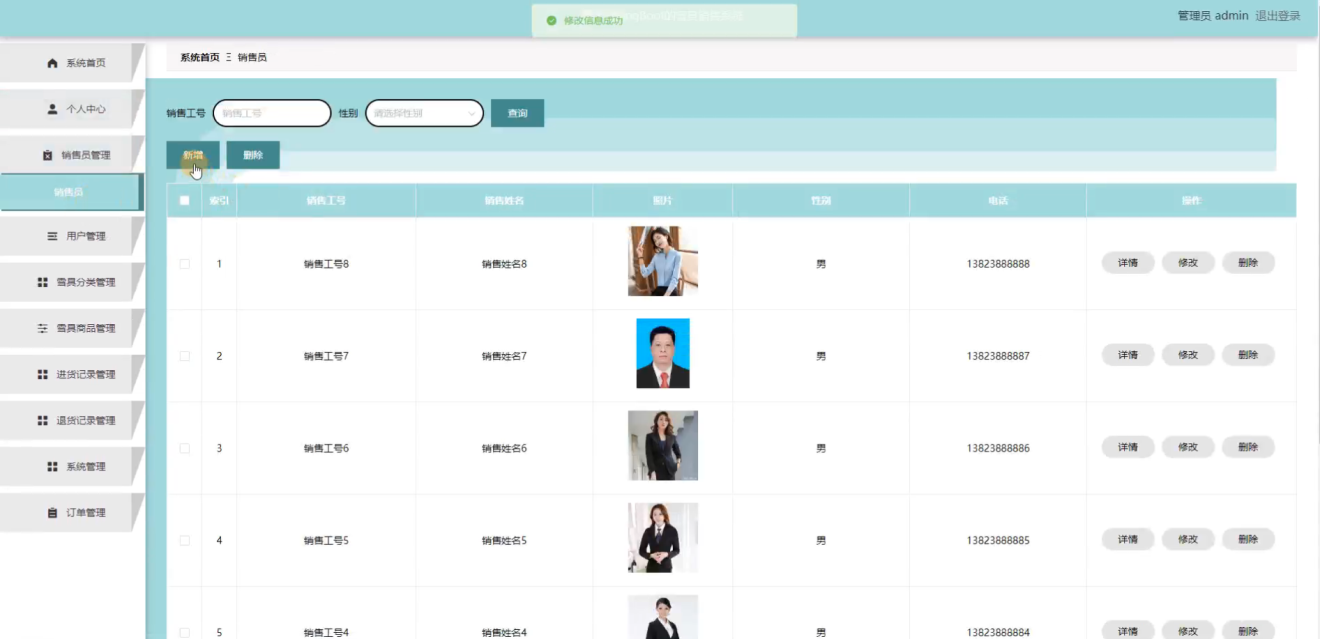 修改信息成功
管理员 admin 退出登录
系统首页 Ξ 销售员
系统首页
个人中心
销售员管理
销售员
用户管理
雪具分类管理
雪具商品管理
进货记录管理
退货记录管理
系统管理
订单管理
销售工号 销售工号 性别 请选择性别 查询
新增 删除
索引 销售工号 销售姓名 照片 性别 电话 操作
1 销售工号8 销售姓名8 男 13823888888 详情 修改 删除
2 销售工号7 销售姓名7 男 13823888887 详情 修改 删除
3 销售工号6 销售姓名6 男 13823888886 详情 修改 删除
4 销售工号5 销售姓名5 男 13823888885 详情 修改 删除
5 销售工号4 销售姓名4 男 13823888884 详情 修改 删除